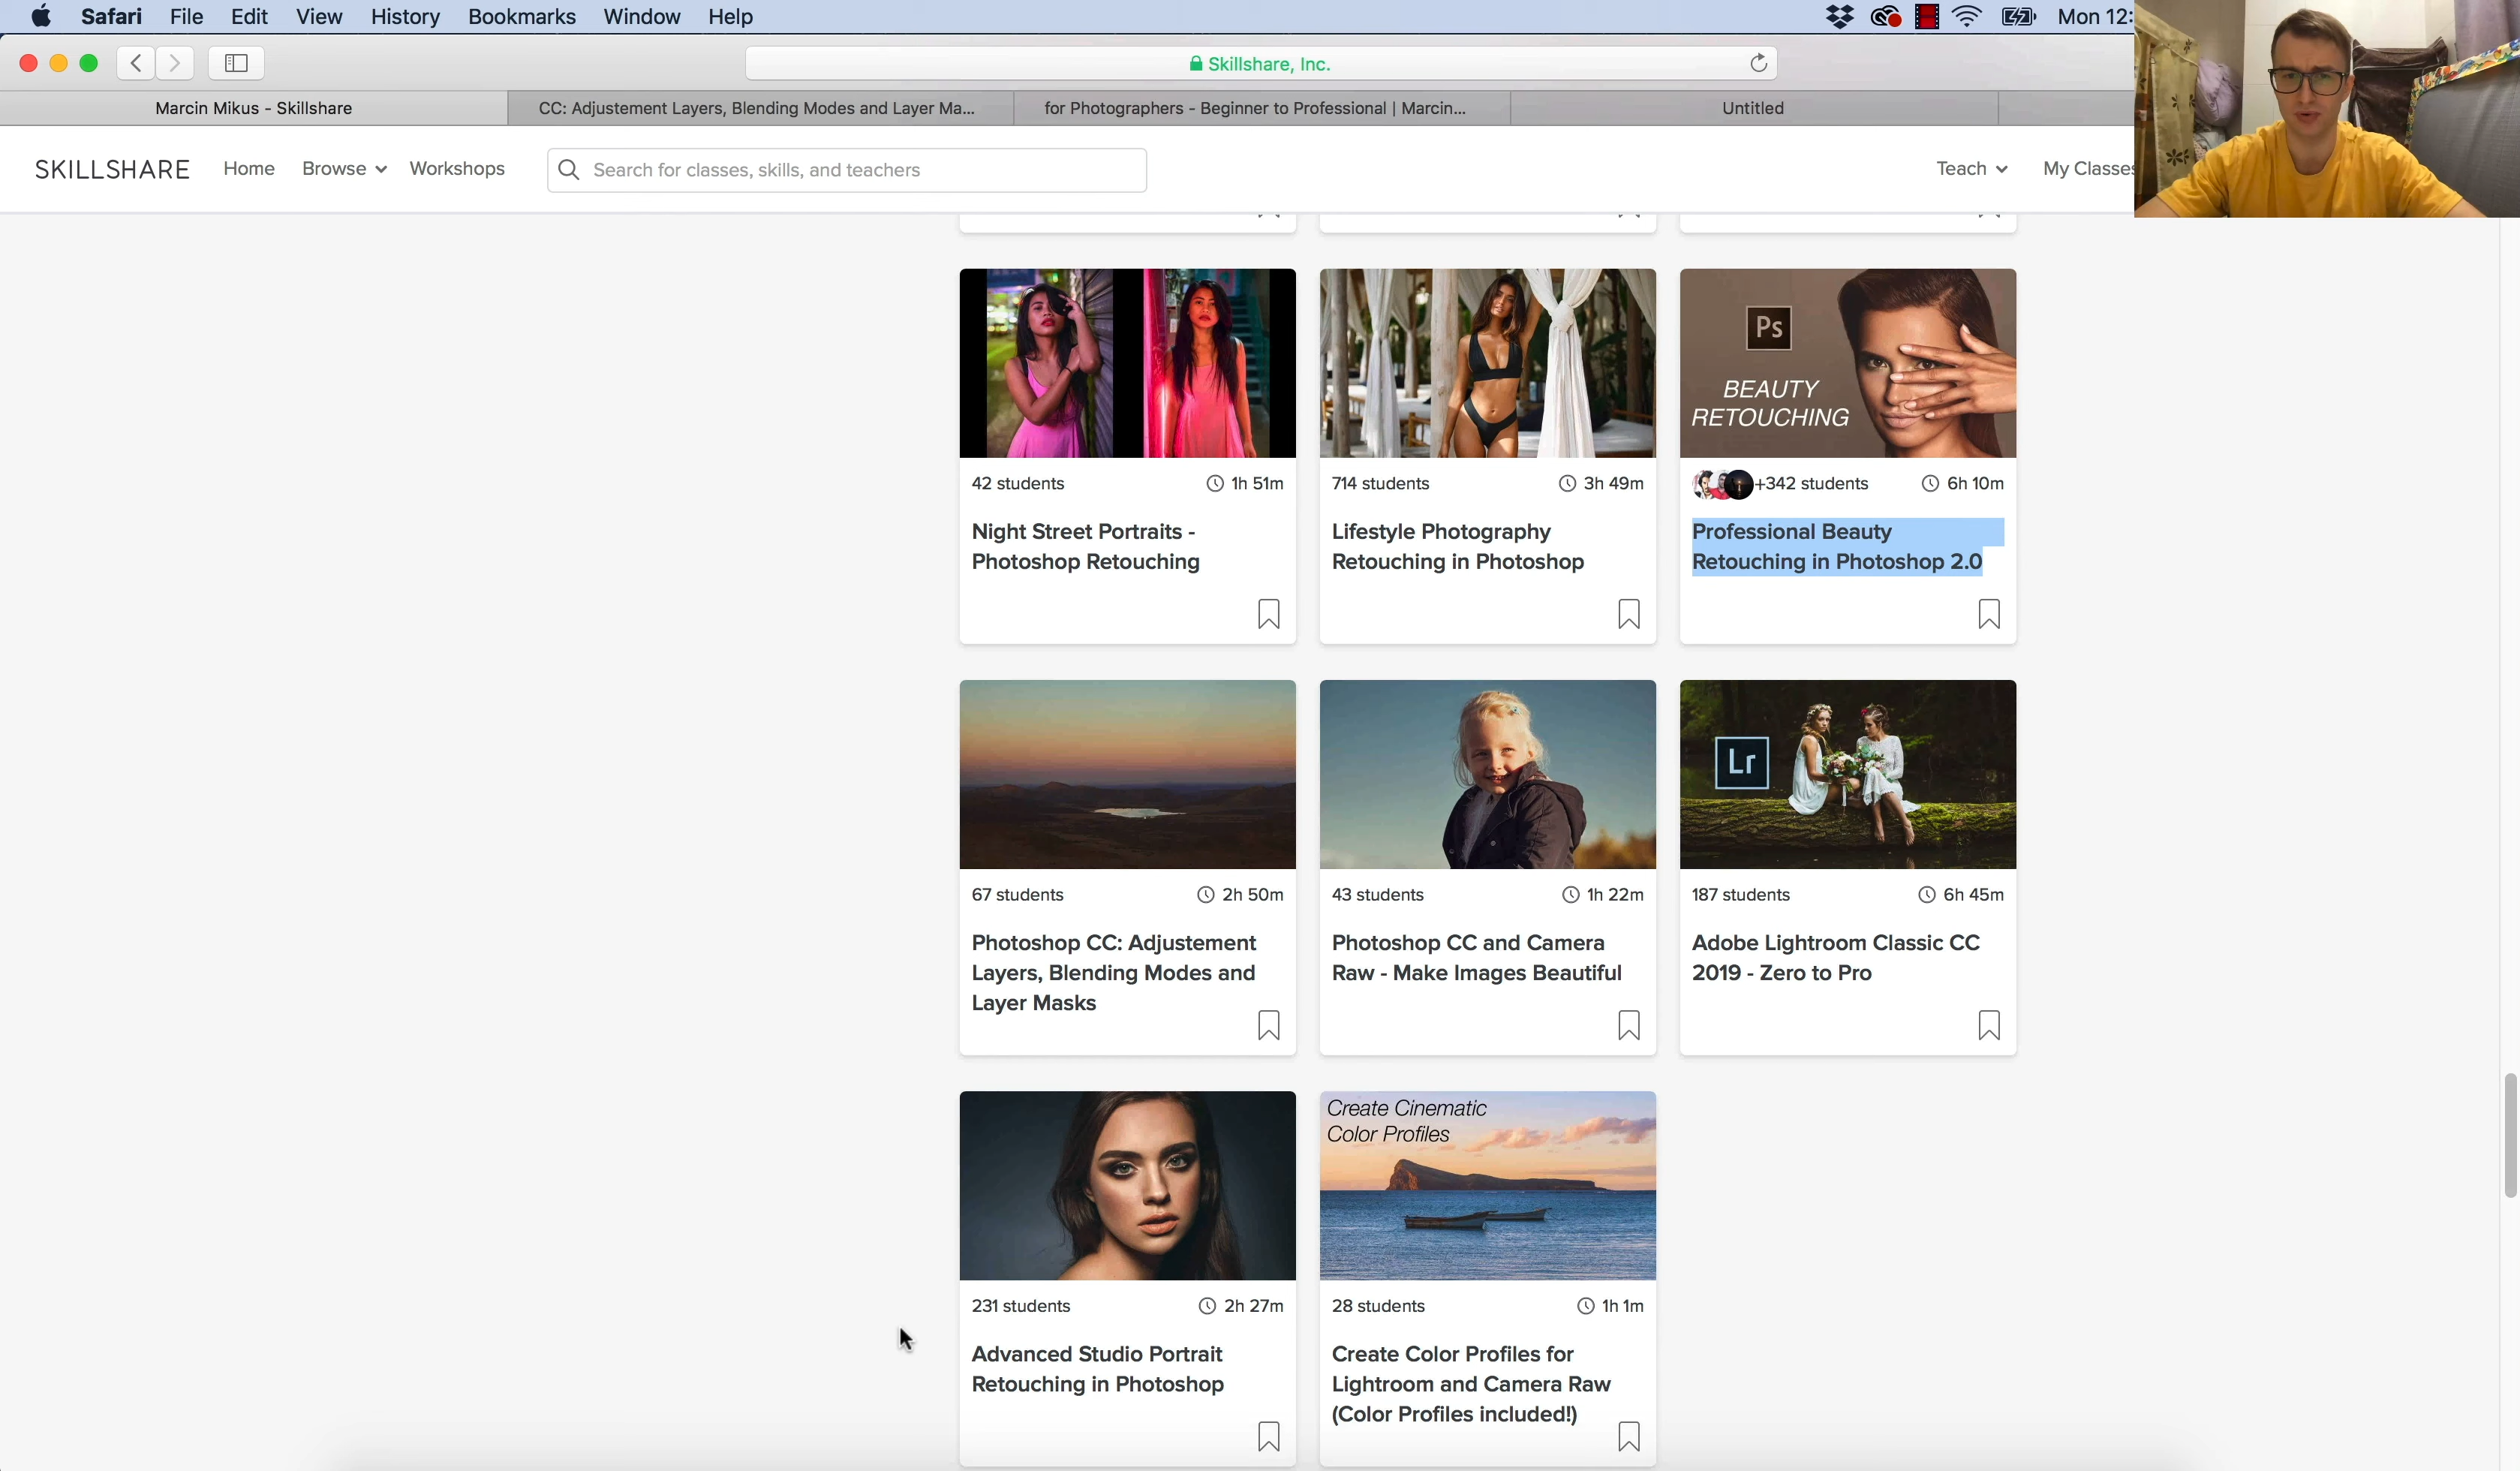 Safari File Edit View History Bookmarks Window Help
Mon 12:
Skillshare, Inc.
Marcin Mikus - Skillshare
CC: Adjustement Layers, Blending Modes and Layer Ma...
for Photographers - Beginner to Professional | Marcin...
Untitled
SKILLSHARE Home Browse Workshops
Search for classes, skills, and teachers
Teach My Classes
Ps
BEAUTY
RETOUCHING
42 students 1h 51m
Night Street Portraits -
Photoshop Retouching
714 students 3h 49m
Lifestyle Photography
Retouching in Photoshop
+342 students 6h 10m
Professional Beauty
Retouching in Photoshop 2.0
Lr
67 students 2h 50m
Photoshop CC: Adjustement
Layers, Blending Modes and
Layer Masks
43 students 1h 22m
Photoshop CC and Camera
Raw - Make Images Beautiful
187 students 6h 45m
Adobe Lightroom Classic CC
2019 - Zero to Pro
Create Cinematic
Color Profiles
231 students 2h 27m
Advanced Studio Portrait
Retouching in Photoshop
28 students 1h 1m
Create Color Profiles for
Lightroom and Camera Raw
(Color Profiles included!)